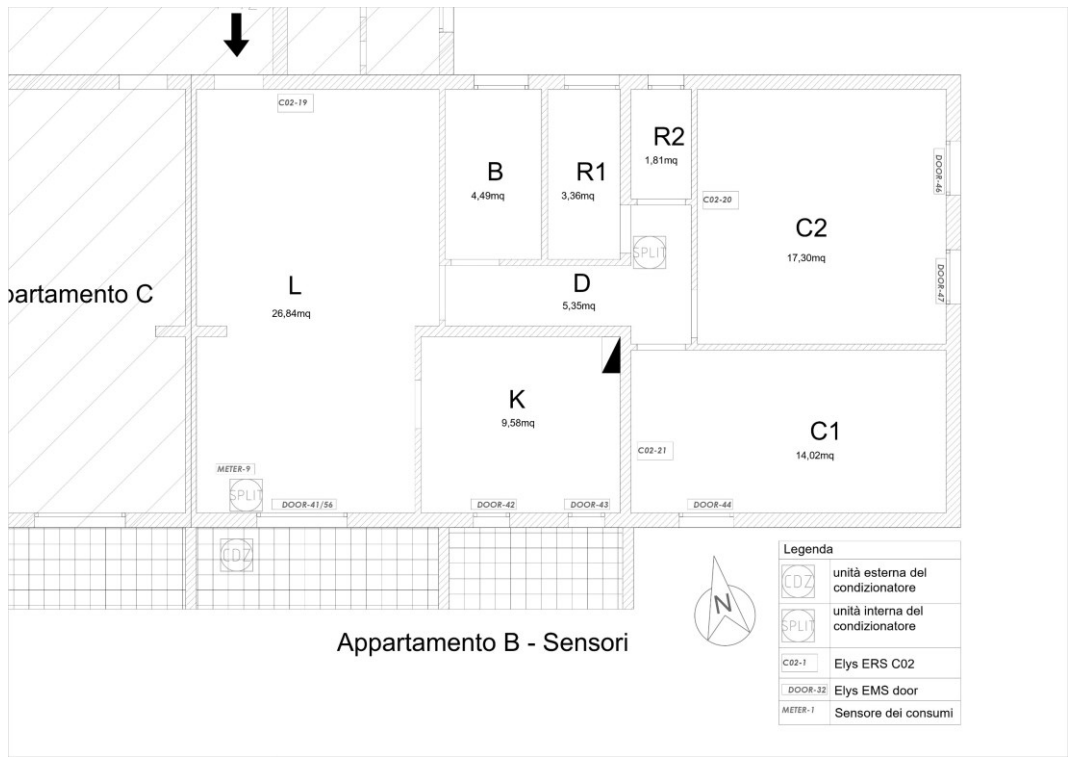 C02-19
B
4,49mq
R1
3,36mq
R2
1,81mq
DOOR-46
C02-20
C2
17,30mq
SPLIT
DOOR-47
partamento C
L
26,84mq
D
5,35mq
K
9,58mq
C1
14,02mq
C02-21
METER-9
SPLIT
DOOR-41/56
DOOR-42
DOOR-43
DOOR-44
CDZ
N
Appartamento B - Sensori
Legenda
CDZ
unità esterna del
condizionatore
SPLIT
unità interna del
condizionatore
C02-1 Elys ERS C02
DOOR-32 Elys EMS door
METER-1 Sensore dei consumi